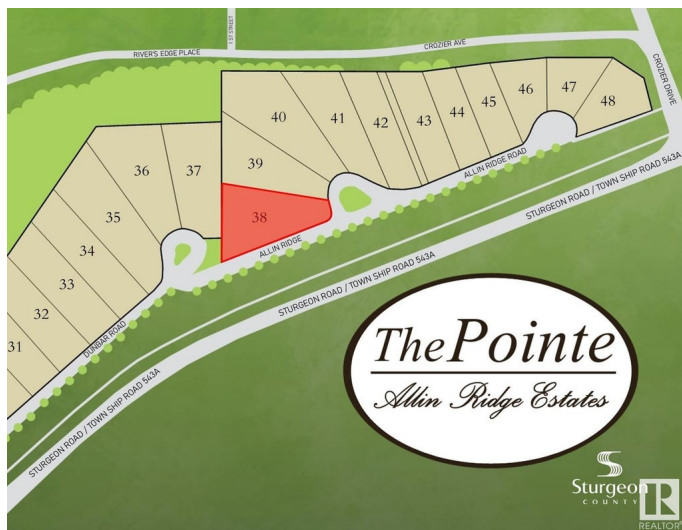 1 ST STREET
RIVER'S EDGE PLACE
CROZIER AVE
CROZIER DRIVE
40
41
42
43
44
45
46
47
48
36
37
39
38
35
34
33
32
31
ALLIN RIDGE ROAD
ALLIN RIDGE
DUNBAR ROAD
STURGEON ROAD / TOWN SHIP ROAD 543A
STURGEON ROAD / TOWN SHIP ROAD 543A
STURGEON ROAD / TOWN SHIP ROAD 543A
The Pointe
Allin Ridge Estates
Sturgeon
COUNTY
R
REALTOR